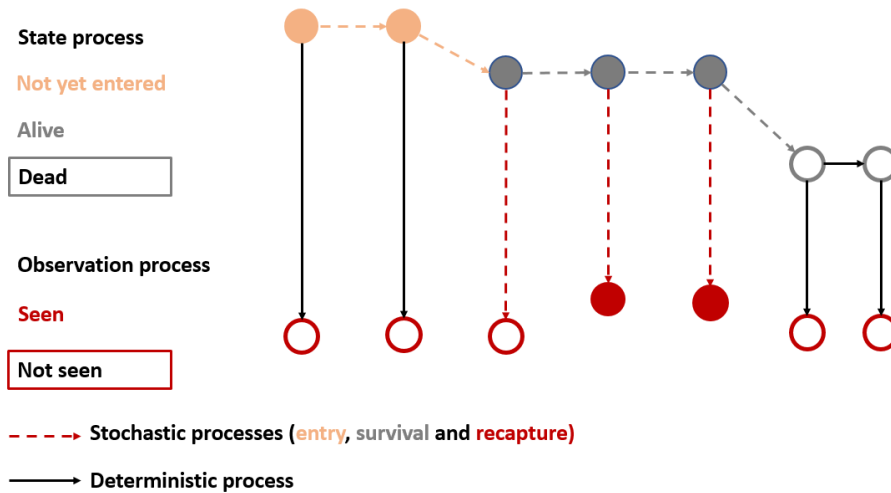 State process
Not yet entered
Alive
Dead
Observation process
Seen
Not seen
Stochastic processes (entry, survival and recapture)
Deterministic process